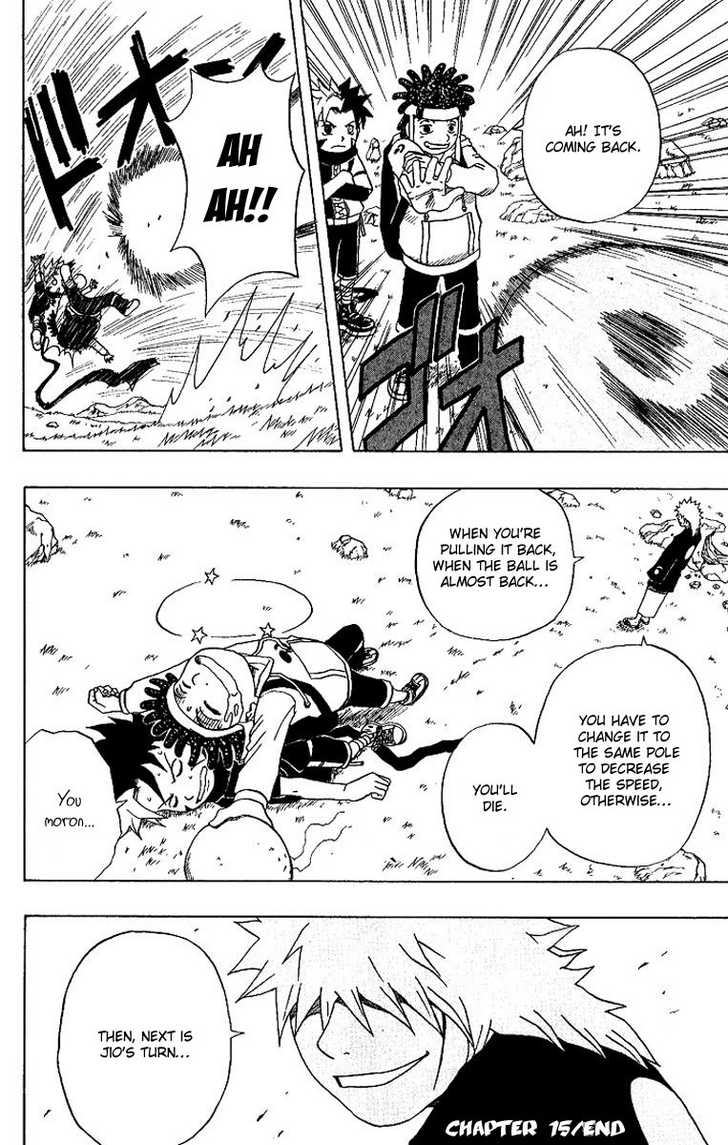 AH! IT'S
COMING BACK.
ゴオ
AH
AH!!
ドオーー
WHEN YOU'RE
PULLING IT BACK,
WHEN THE BALL IS
ALMOST BACK...
YOU HAVE TO
CHANGE IT TO
THE SAME POLE
TO DECREASE
THE SPEED,
OTHERWISE...
YOU'LL
DIE.
YOU
MORON...
THEN, NEXT IS
JIO'S TURN...
CHAPTER 15/END